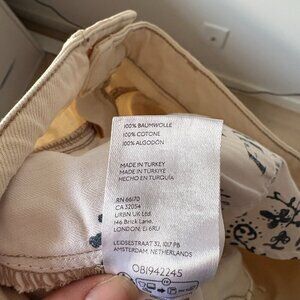 100% BAUMWOLLE
100% COTONE
100% ALGODÓN
MADE IN TURKEY
MADE IN TURKIYE
HECHO EN TURQUÍA
RN 66170
CA 32054
URBN UK Ltd.
146 Brick Lane,
LONDON, E1 6RU
LEIDSESTRAAT 32, 1017 PB
AMSTERDAM, NETHERLANDS
OB1942245